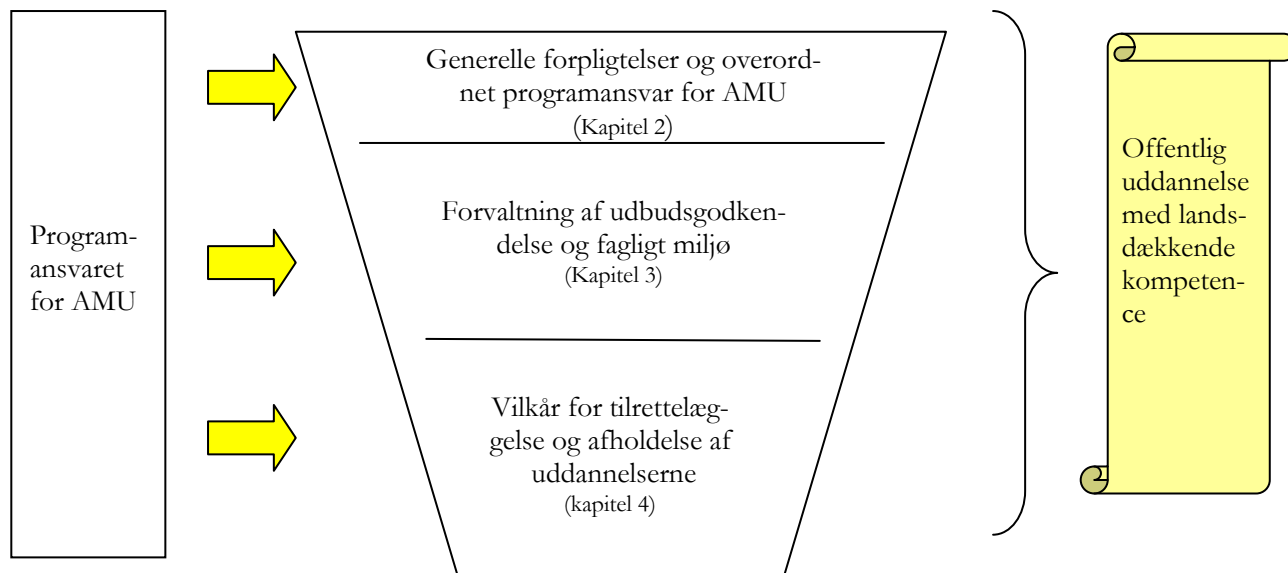 Program-
ansvaret
for AMU
Generelle forpligtelser og overord-
net programansvar for AMU
(Kapitel 2)
Forvaltning af udbudsgodken-
delse og fagligt miljø
(Kapitel 3)
Vilkår for tilrettelæg-
gelse og afholdelse af
uddannelserne
(kapitel 4)
Offentlig
uddannelse
med lands-
dækkende
kompeten-
ce